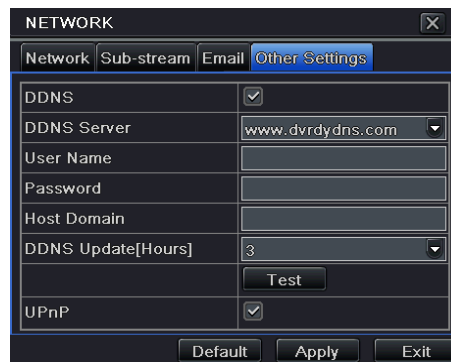 NETWORK
Network Sub-stream Email Other Settings
DDNS
DDNS Server www.dvrdydns.com
User Name
Password
Host Domain
DDNS Update[Hours] 3
Test
UPnP
Default Apply Exit